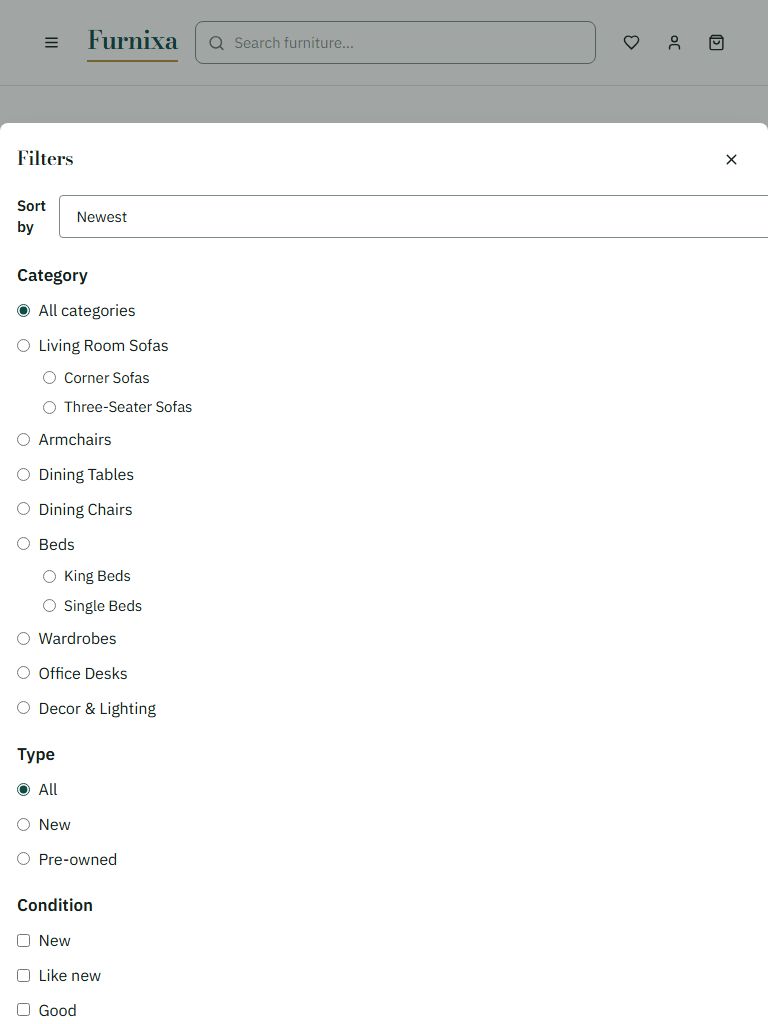 Furnixa
Search furniture...
Filters
Sort by
Newest
Category
All categories
Living Room Sofas
Corner Sofas
Three-Seater Sofas
Armchairs
Dining Tables
Dining Chairs
Beds
King Beds
Single Beds
Wardrobes
Office Desks
Decor & Lighting
Type
All
New
Pre-owned
Condition
New
Like new
Good